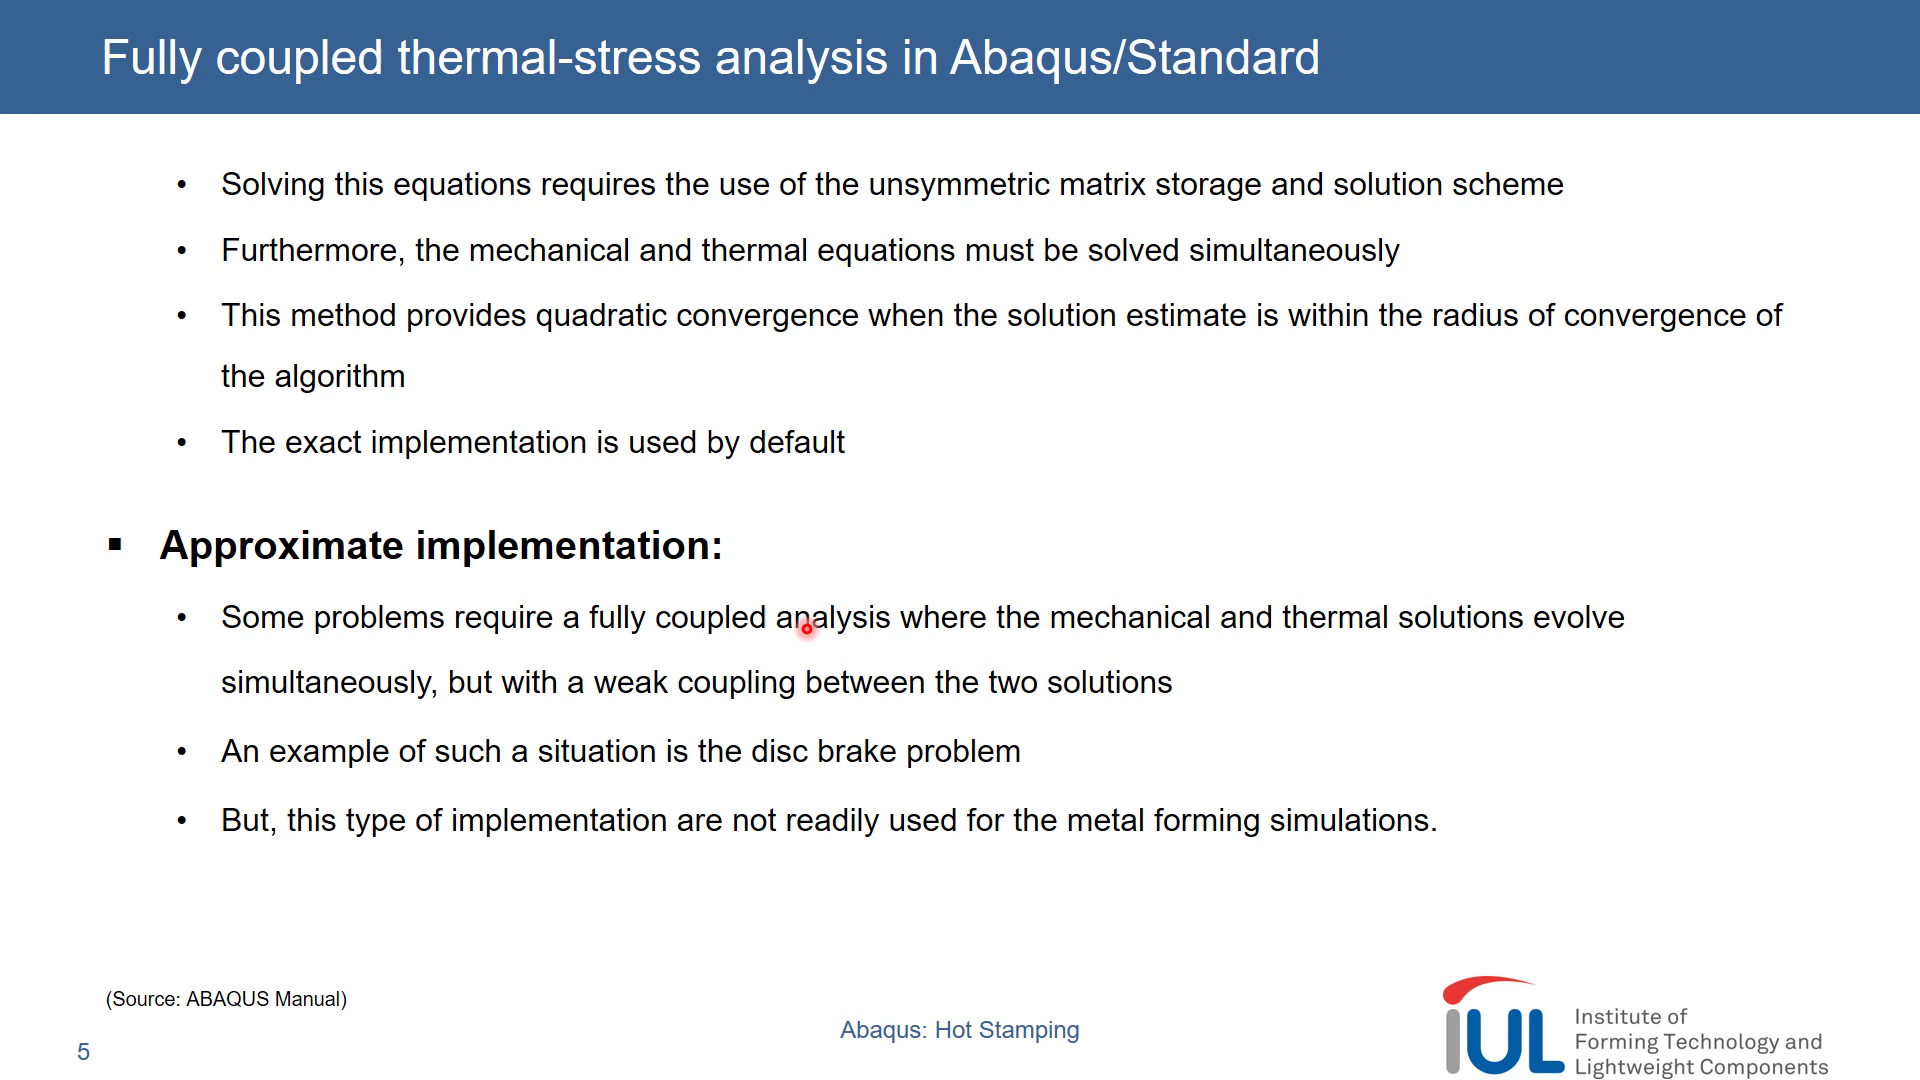 Fully coupled thermal-stress analysis in Abaqus/Standard
• Solving this equations requires the use of the unsymmetric matrix storage and solution scheme
• Furthermore, the mechanical and thermal equations must be solved simultaneously
• This method provides quadratic convergence when the solution estimate is within the radius of convergence of
the algorithm
• The exact implementation is used by default
▪ Approximate implementation:
• Some problems require a fully coupled analysis where the mechanical and thermal solutions evolve
simultaneously, but with a weak coupling between the two solutions
• An example of such a situation is the disc brake problem
• But, this type of implementation are not readily used for the metal forming simulations.
(Source: ABAQUS Manual)
Abaqus: Hot Stamping
5
IUL
Institute of
Forming Technology and
Lightweight Components